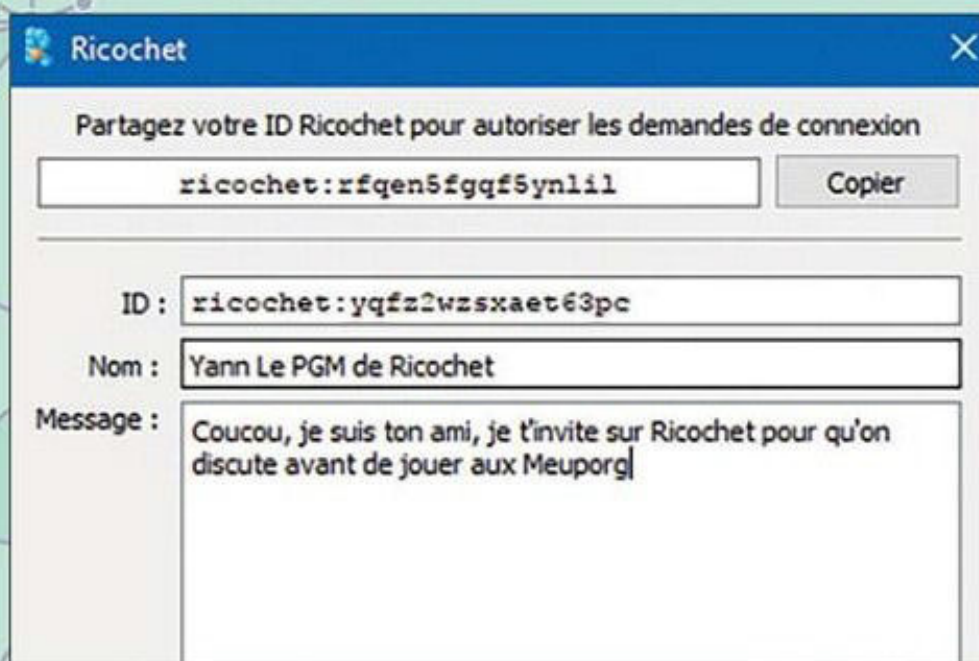 Ricochet
Partagez votre ID Ricochet pour autoriser les demandes de connexion
ricochet:rfqen5fgqf5ynlil
Copier
ID : ricochet:yqfz2wzsxaet63pc
Nom : Yann Le PGM de Ricochet
Message : Coucou, je suis ton ami, je t'invite sur Ricochet pour qu'on
discute avant de jouer aux Meuporg